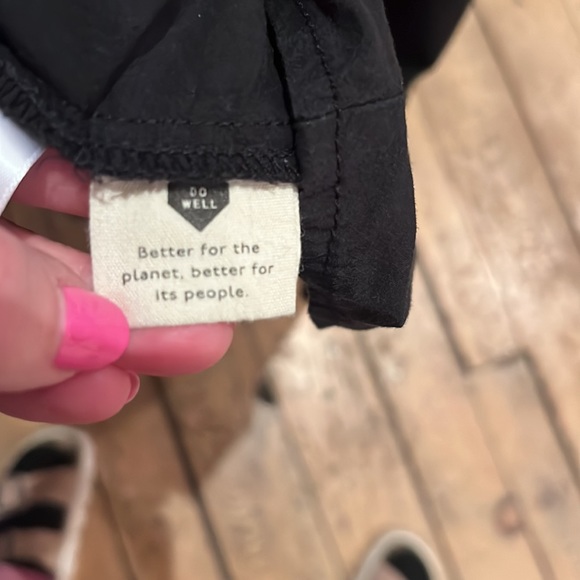 DO
WELL
Better for the
planet, better for
its people.